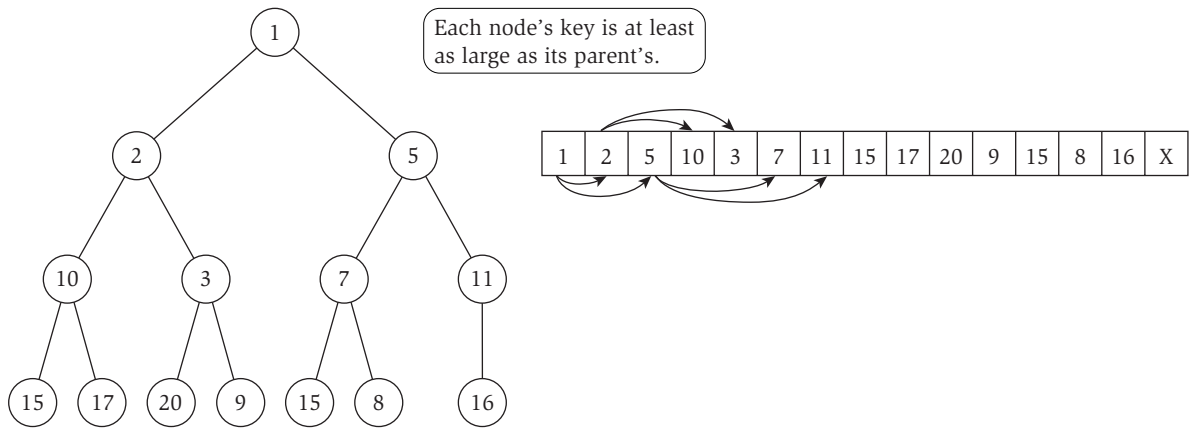 1
Each node's key is at least
as large as its parent's.
2 5
1 2 5 10 3 7 11 15 17 20 9 15 8 16 X
10 3 7 11
15 17 20 9 15 8 16